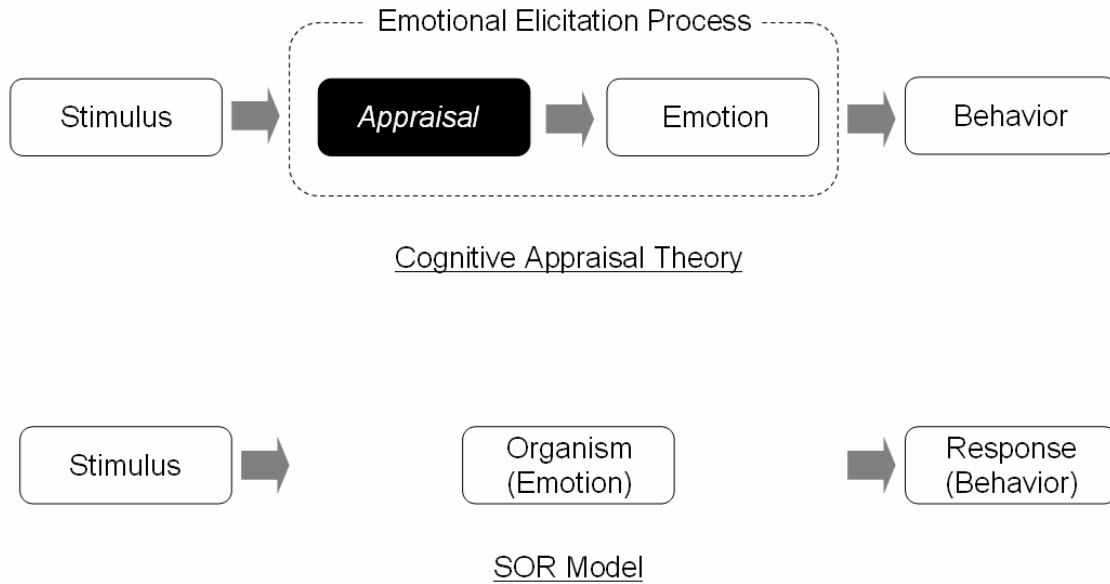 Emotional Elicitation Process
Stimulus
Appraisal
Emotion
Behavior
Cognitive Appraisal Theory
Stimulus
Organism
(Emotion)
Response
(Behavior)
SOR Model